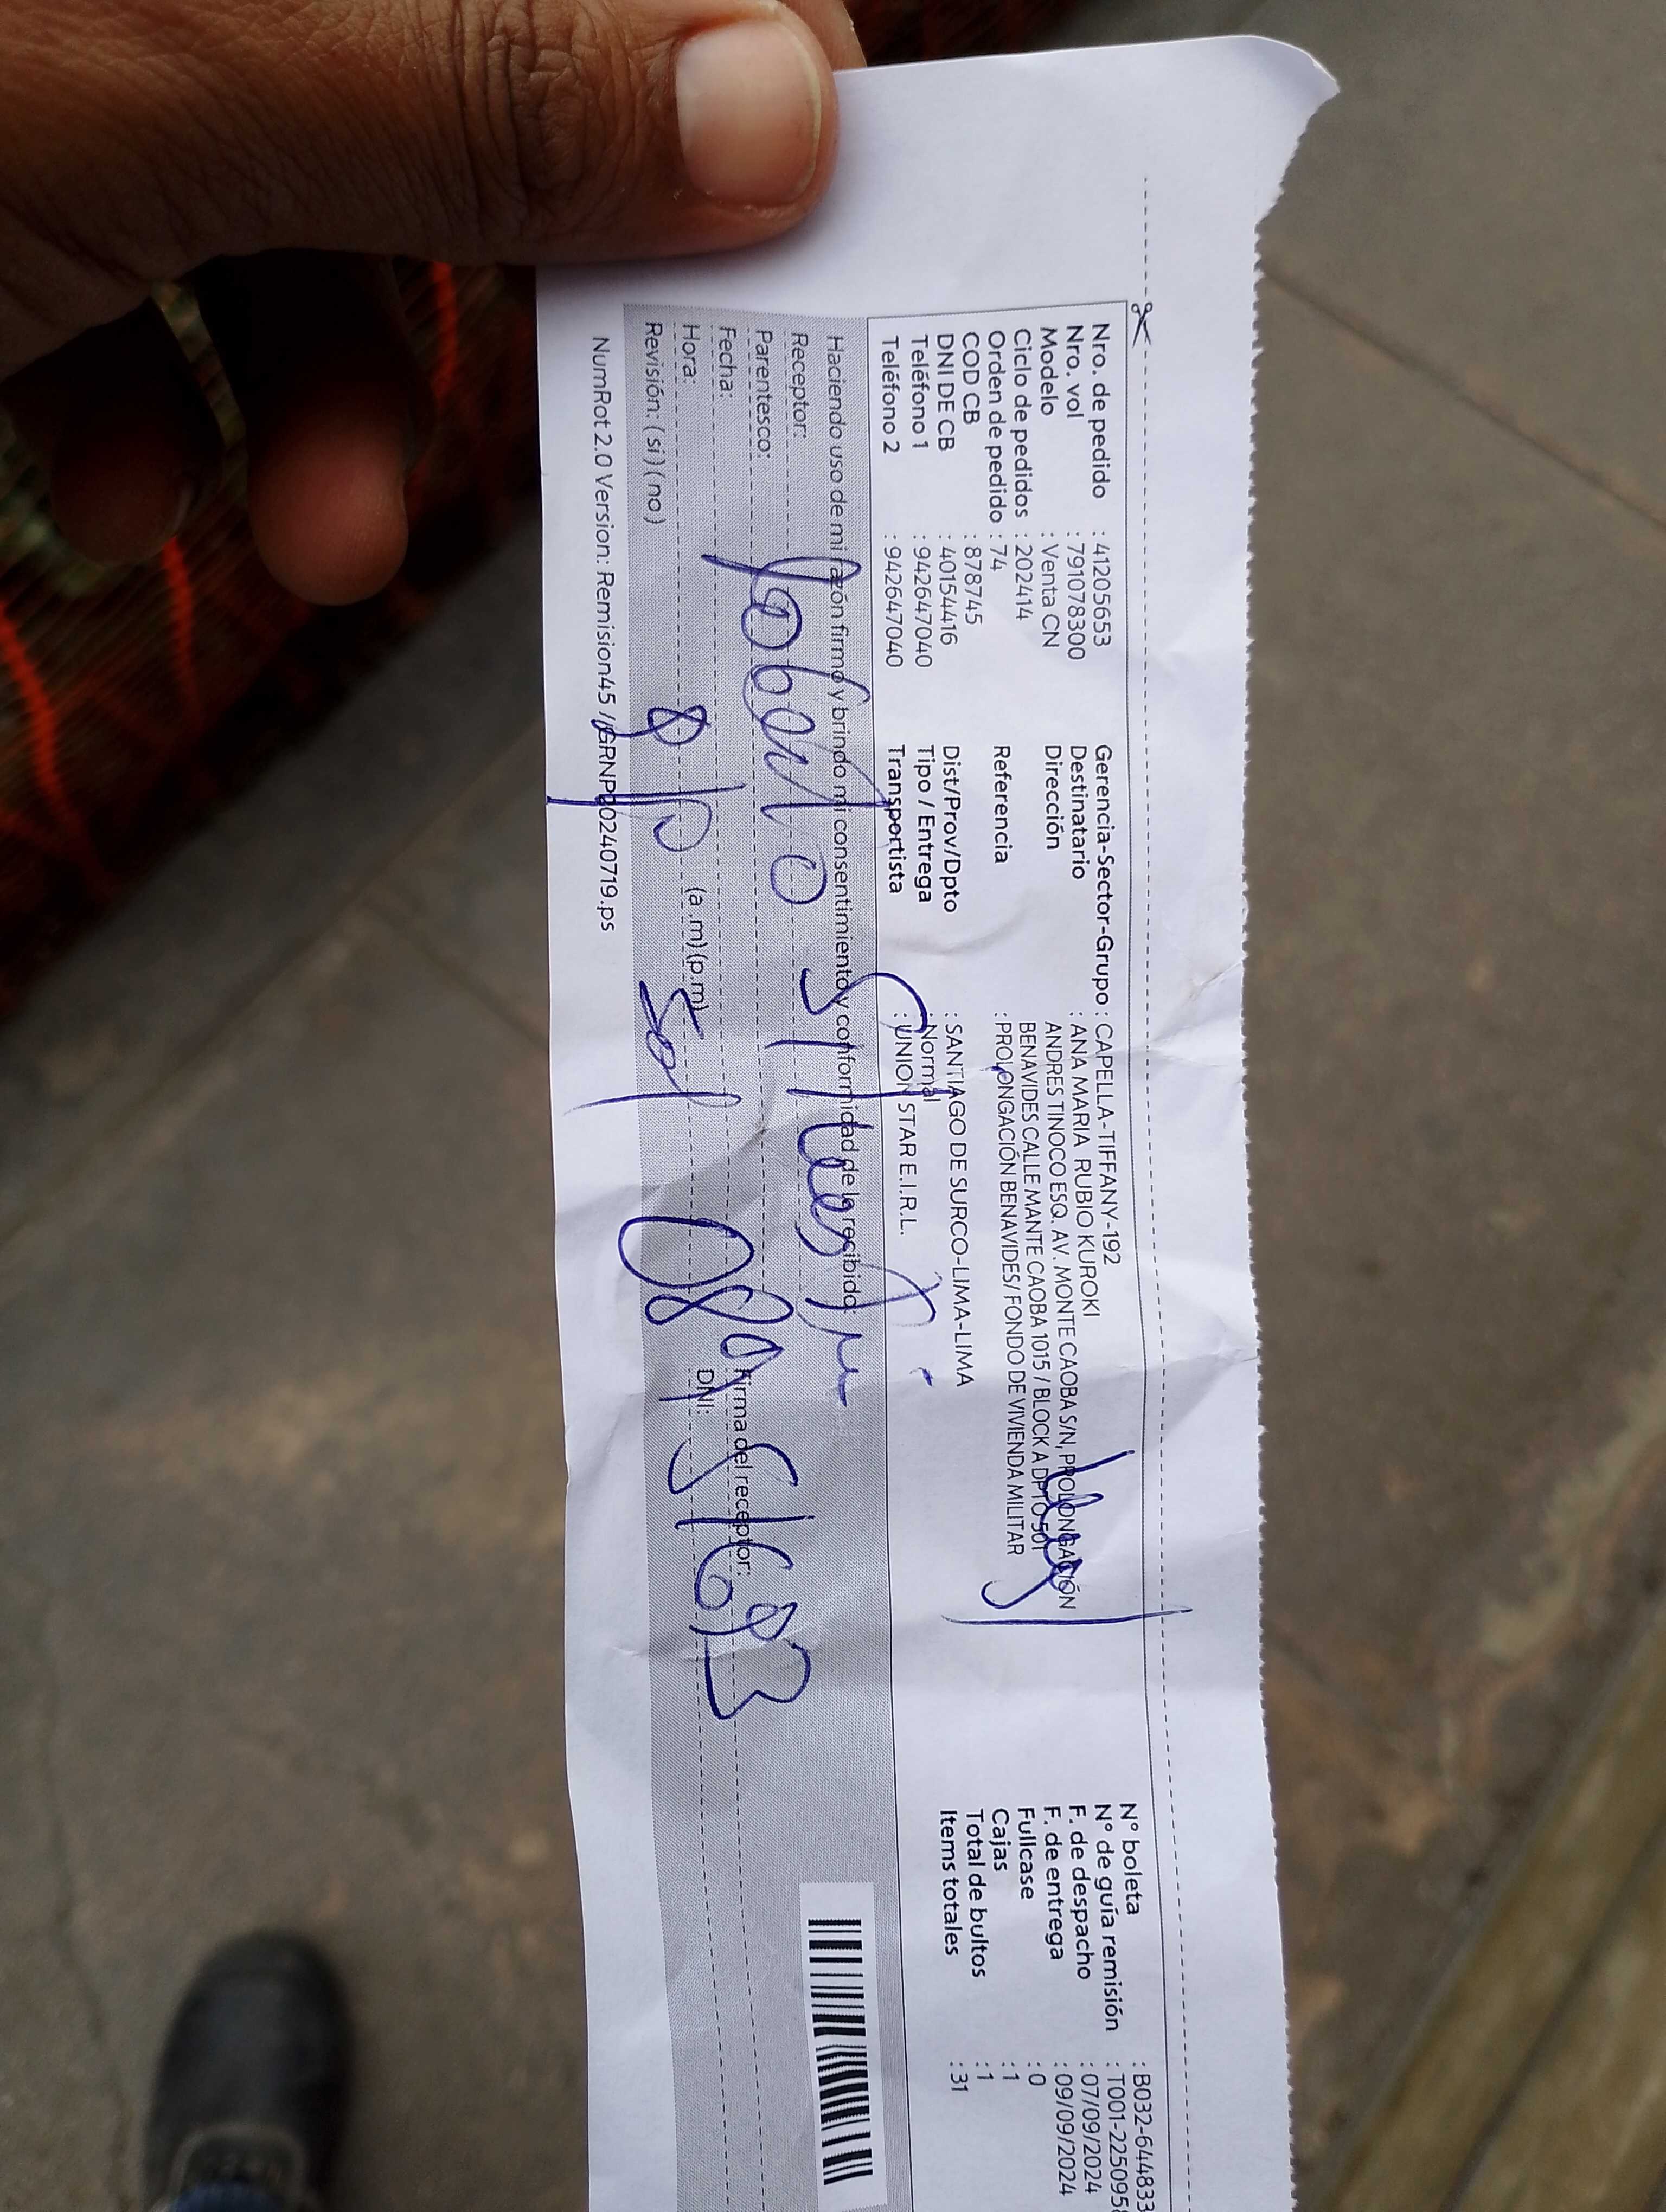 Nro. de pedido : 41205653
Nro. vol : 791078300
Modelo : Venta CN
Ciclo de pedidos : 202414
Orden de pedido : 74
COD CB : 878745
DNI DE CB : 40154416
Teléfono 1 : 942647040
Teléfono 2 : 942647040
Gerencia-Sector-Grupo : CAPELLA-TIFFANY-192
Destinatario : ANA MARIA RUBIO KUROKI
Dirección ANDRES TINOCO ESQ. AV. MONTE CAOBA S/N, PROLONGACIÓN
BENAVIDES CALLE MANTE CAOBA 1015 / BLOCK A DPTO 501
Referencia : PROLONGACIÓN BENAVIDES/ FONDO DE VIVIENDA MILITAR
Dist/Prov/Dpto : SANTIAGO DE SURCO-LIMA-LIMA
Tipo / Entrega Normal
Transportista : UNION STAR E.I.R.L.
N° boleta : B032-644833
N° de guía remisión : T001-225095
F. de despacho : 07/09/2024
F. de entrega : 09/09/2024
Fullcase : 0
Cajas : 1
Total de bultos : 1
Items totales : 31
Haciendo uso de mi razón firmo y brindo mi consentimiento y conformidad de lo recibido:
Receptor:
Parentesco:
Fecha:
Hora: (a.m)(p.m)
Revisión: ( si ) ( no )
Firma del receptor:
DNI:
NumRot 2.0 Version: Remision45 / GRNP20240719.ps